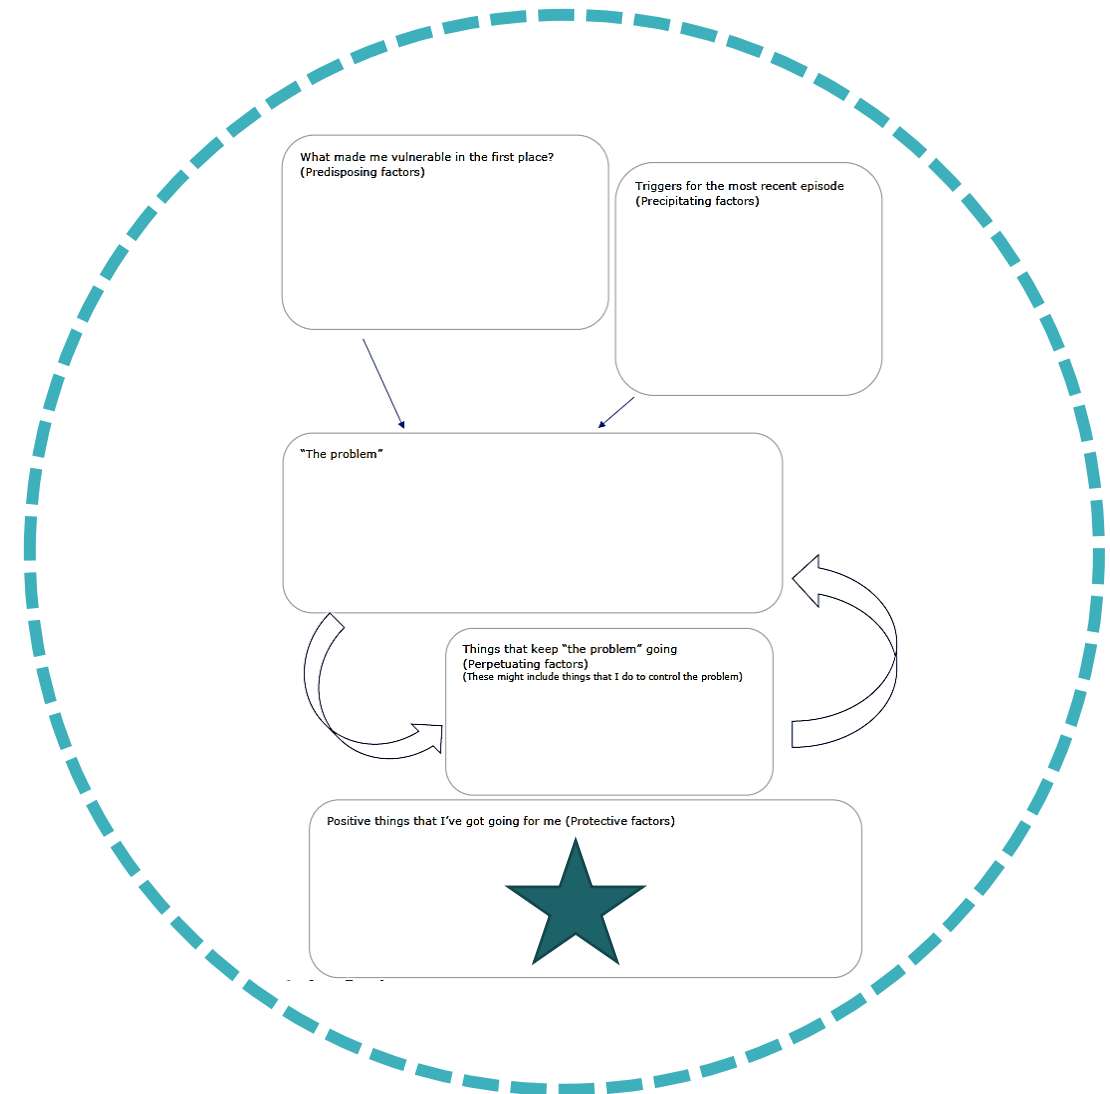 What made me vulnerable in the first place?
(Predisposing factors)
Triggers for the most recent episode
(Precipitating factors)
“The problem”
Things that keep “the problem” going
(Perpetuating factors)
(These might include things that I do to control the problem)
Positive things that I’ve got going for me (Protective factors)